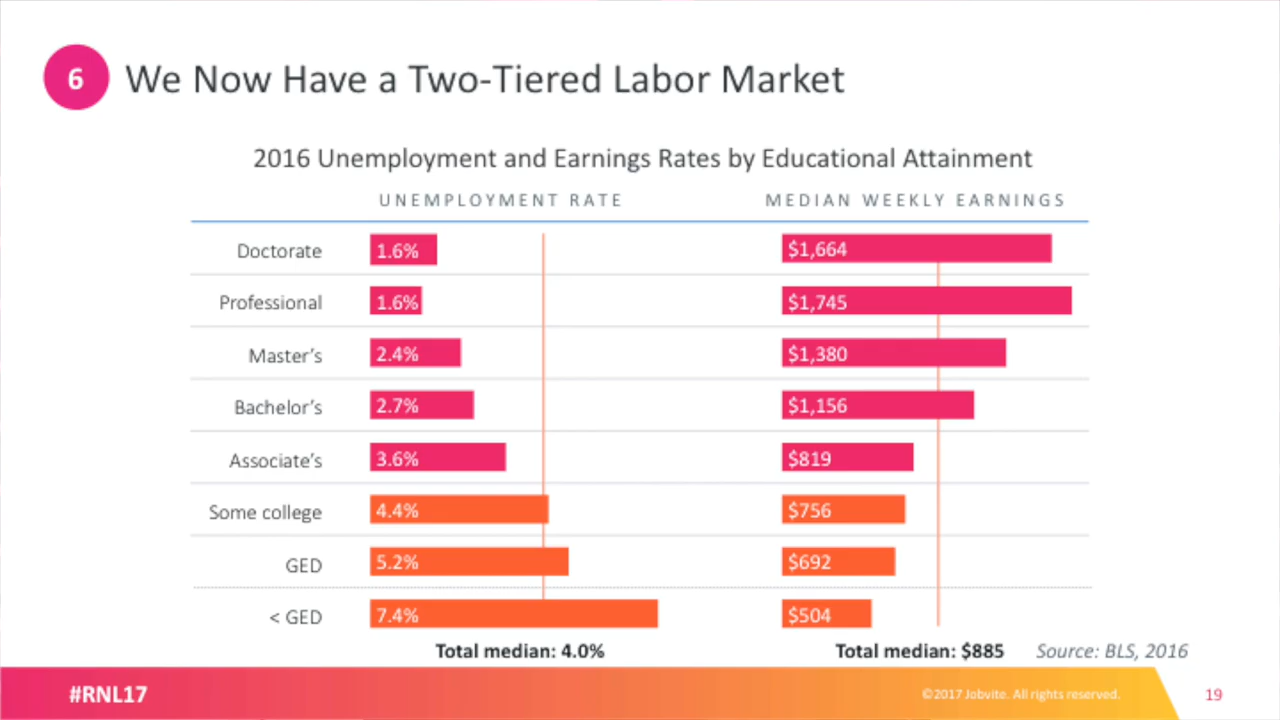 6 We Now Have a Two-Tiered Labor Market
2016 Unemployment and Earnings Rates by Educational Attainment
UNEMPLOYMENT RATE MEDIAN WEEKLY EARNINGS
Doctorate 1.6% $1,664
Professional 1.6% $1,745
Master's 2.4% $1,380
Bachelor's 2.7% $1,156
Associate's 3.6% $819
Some college 4.4% $756
GED 5.2% $692
< GED 7.4% $504
Total median: 4.0% Total median: $885 Source: BLS, 2016
#RNL17 ©2017 Jobvite. All rights reserved. 19